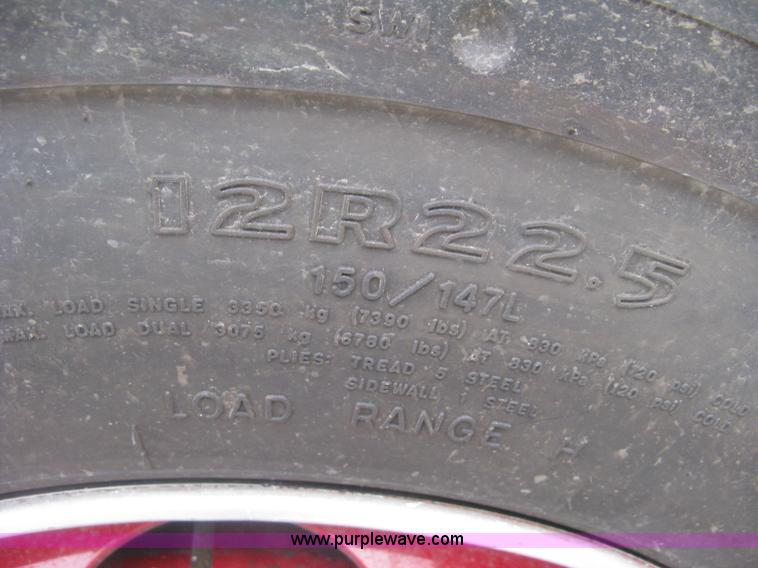 SWI
12R22.5
150/147L
MAX. LOAD SINGLE 3350 kg (7390 lbs) AT 830 kPa (120 psi) COLD
MAX. LOAD DUAL 3075 kg (6780 lbs) AT 830 kPa (120 psi) COLD
PLIES: TREAD 5 STEEL
SIDEWALL 1 STEEL
LOAD RANGE H
www.purplewave.com